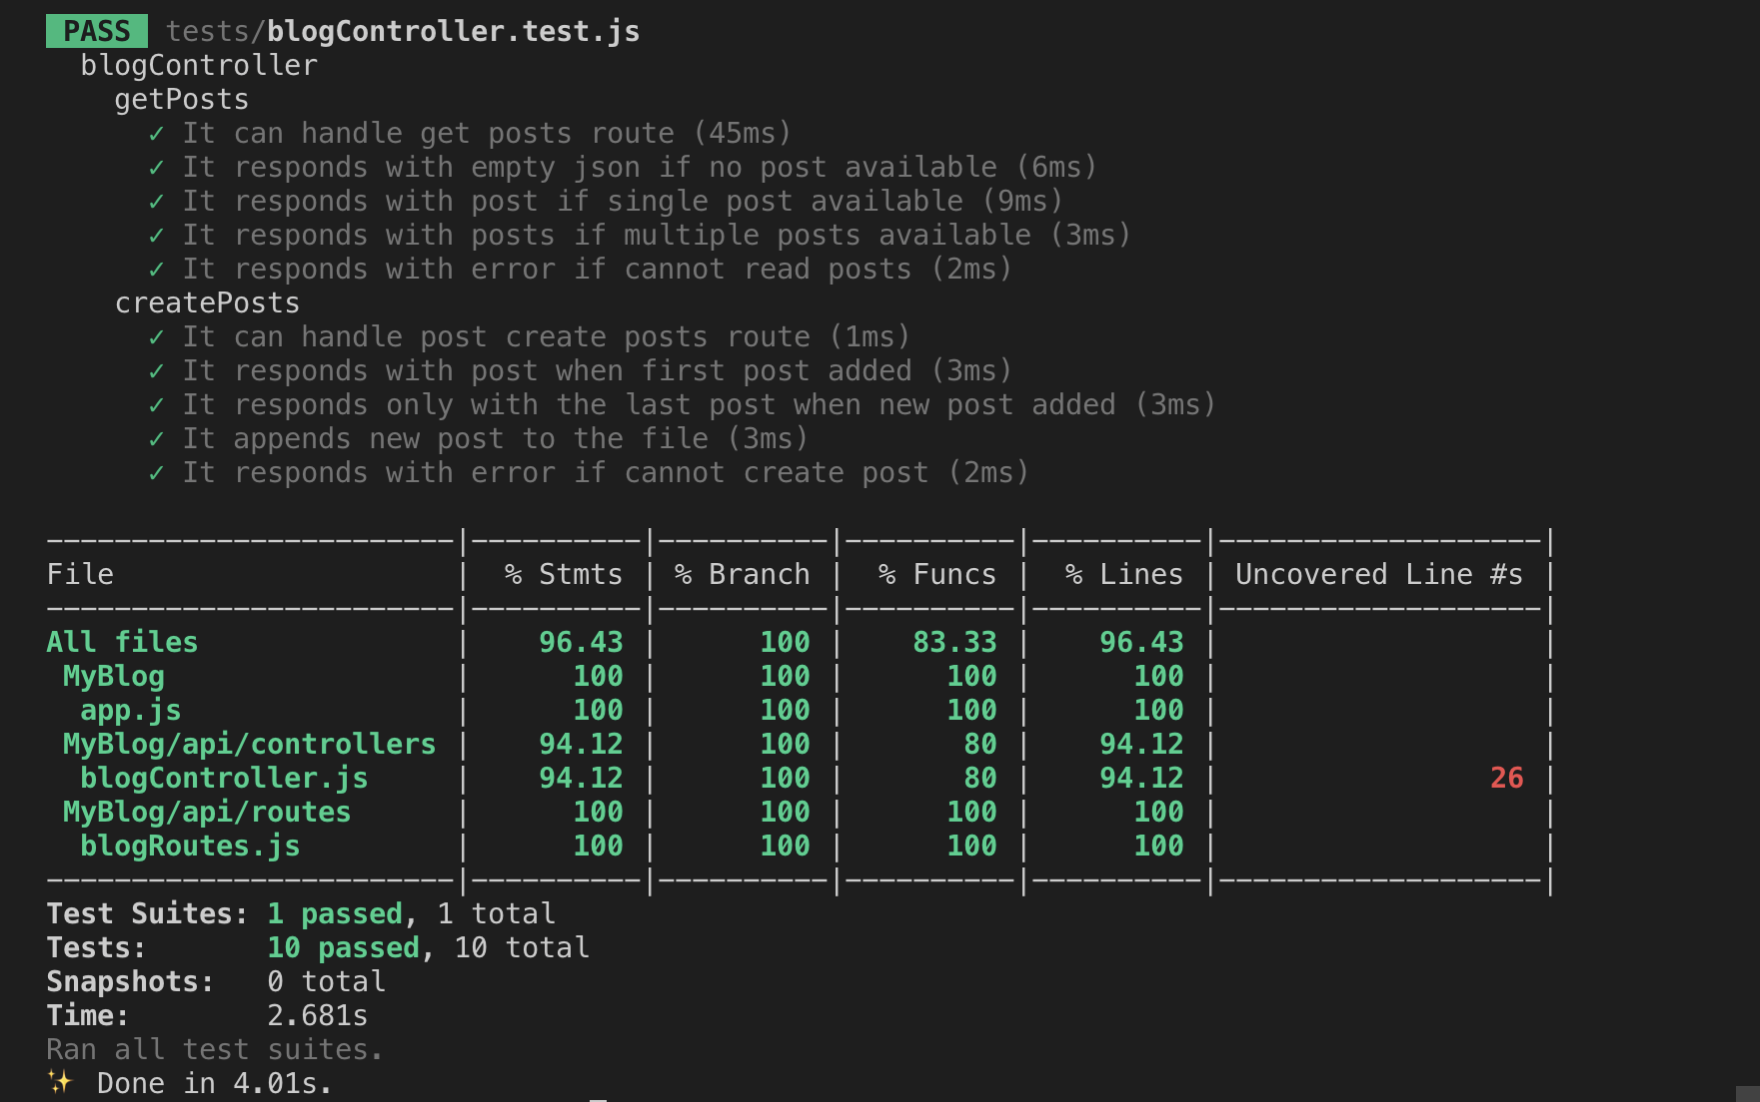 PASS tests/blogController.test.js
blogController
getPosts
✓ It can handle get posts route (45ms)
✓ It responds with empty json if no post available (6ms)
✓ It responds with post if single post available (9ms)
✓ It responds with posts if multiple posts available (3ms)
✓ It responds with error if cannot read posts (2ms)
createPosts
✓ It can handle post create posts route (1ms)
✓ It responds with post when first post added (3ms)
✓ It responds only with the last post when new post added (3ms)
✓ It appends new post to the file (3ms)
✓ It responds with error if cannot create post (2ms)
------------------------|----------|----------|----------|----------|-------------------|
File | % Stmts | % Branch | % Funcs | % Lines | Uncovered Line #s |
------------------------|----------|----------|----------|----------|-------------------|
All files | 96.43 | 100 | 83.33 | 96.43 | |
MyBlog | 100 | 100 | 100 | 100 | |
app.js | 100 | 100 | 100 | 100 | |
MyBlog/api/controllers | 94.12 | 100 | 80 | 94.12 | |
blogController.js | 94.12 | 100 | 80 | 94.12 | 26 |
MyBlog/api/routes | 100 | 100 | 100 | 100 | |
blogRoutes.js | 100 | 100 | 100 | 100 | |
------------------------|----------|----------|----------|----------|-------------------|
Test Suites: 1 passed, 1 total
Tests: 10 passed, 10 total
Snapshots: 0 total
Time: 2.681s
Ran all test suites.
✨ Done in 4.01s.